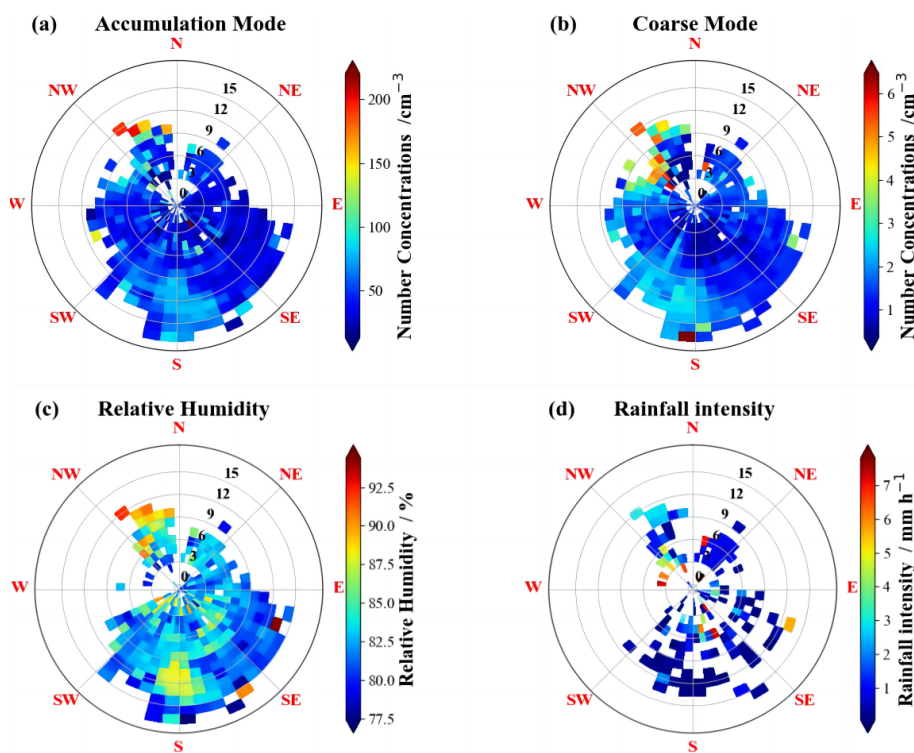 (a) Accumulation Mode
N
NW
NE
15
12
9
6
3
0
W
E
SW
SE
S
200
150
100
50
Number Concentrations /cm−3
(b) Coarse Mode
N
NW
NE
15
12
9
6
3
0
W
E
SW
SE
S
6
5
4
3
2
1
Number Concentrations /cm−3
(c) Relative Humidity
N
NW
NE
15
12
9
6
3
0
W
E
SW
SE
S
92.5
90.0
87.5
85.0
82.5
80.0
77.5
Relative Humidity / %
(d) Rainfall intensity
N
NW
NE
15
12
9
6
3
0
W
E
SW
SE
S
7
6
5
4
3
2
1
Rainfall intensity / mm h−1